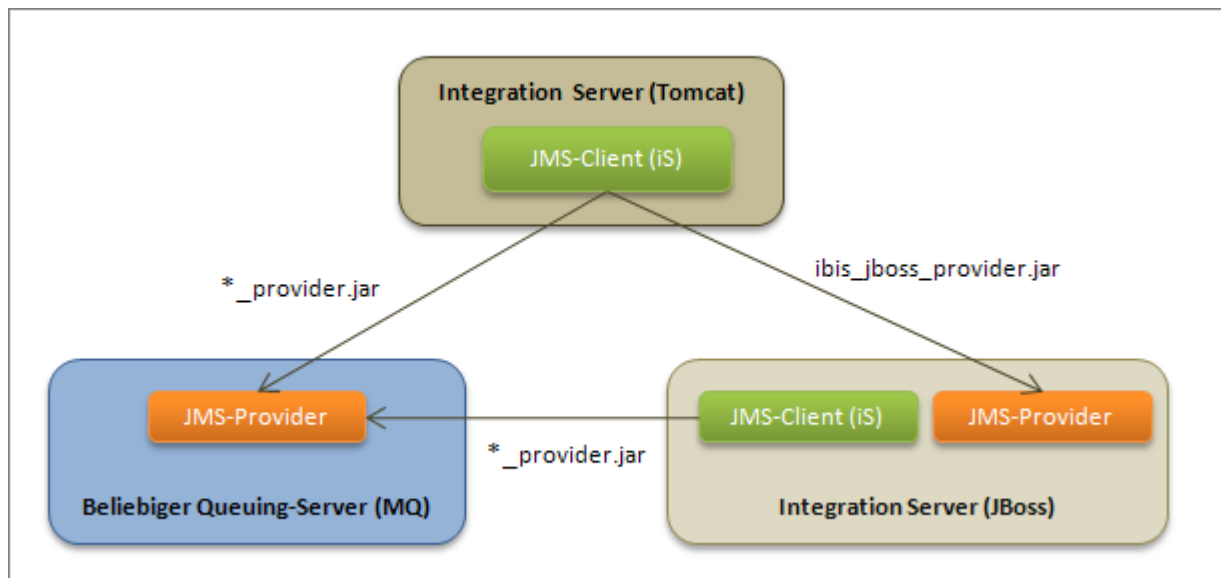 Integration Server (Tomcat)
JMS-Client (iS)
*_provider.jar
ibis_jboss_provider.jar
JMS-Provider
JMS-Client (iS)
JMS-Provider
*_provider.jar
Beliebiger Queuing-Server (MQ)
Integration Server (JBoss)